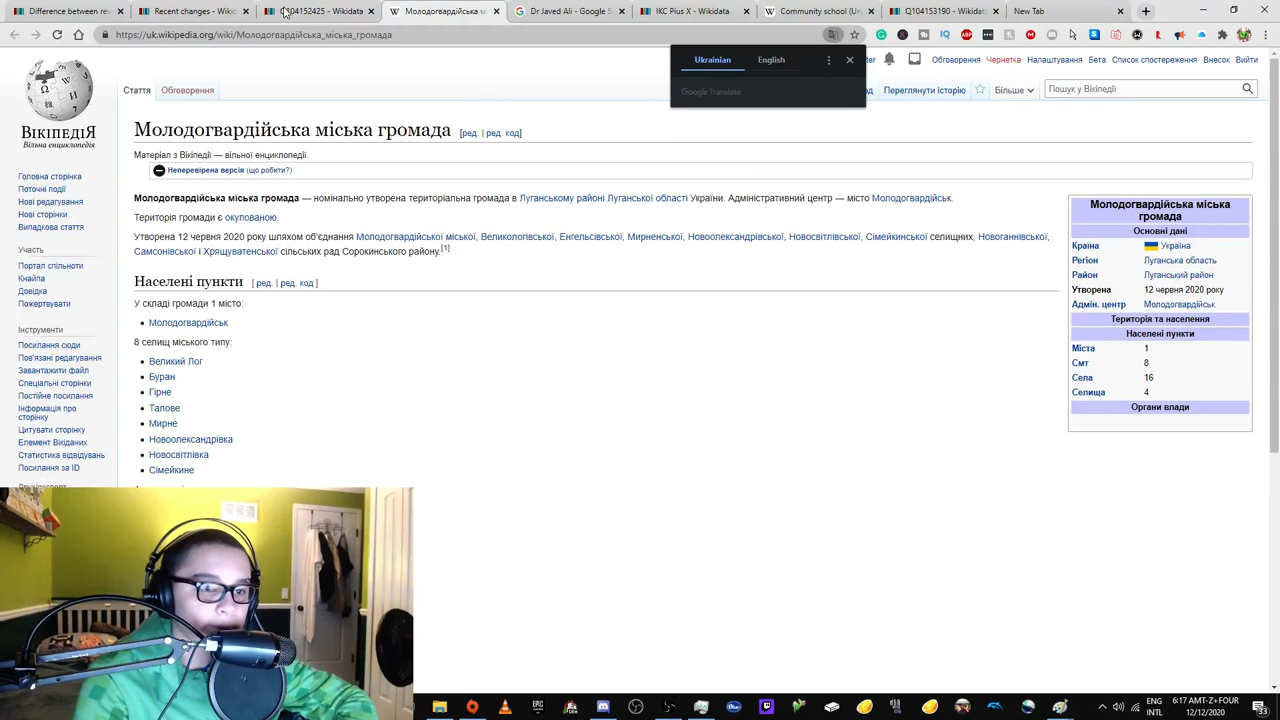 Difference between re
Recent changes - Wiki
Q104152425 - Wikidata
Молодогвардійська м
Dr Javed Ali - Google S
IKC Pius X - Wikidata
Community school (Un
Q104153190 - Wikidata
New Tab
https://uk.wikipedia.org/wiki/Молодогвардійська_міська_громада
Ukrainian English
Google Translate
Обговорення Чернетка Налаштування Бета Список спостереження Внесок Вийти
Стаття Обговорення Переглянути історію Більше Пошук у Вікіпедії
ВікіпедіЯ
Вільна енциклопедія
Головна сторінка
Поточні події
Нові редагування
Нові сторінки
Випадкова стаття
Участь
Портал спільноти
Кнайпа
Довідка
Пожертвувати
Інструменти
Посилання сюди
Пов'язані редагування
Завантажити файл
Спеціальні сторінки
Постійне посилання
Інформація про
сторінку
Цитувати сторінку
Елемент Вікіданих
Статистика відвідувань
Посилання за ID
Молодогвардійська міська громада [ред. | ред. код]
Матеріал з Вікіпедії — вільної енциклопедії.
Неперевірена версія (що робити?)
Молодогвардійська міська громада — номінально утворена територіальна громада в Луганському районі Луганської області України. Адміністративний центр — місто Молодогвардійськ.
Територія громади є окупованою.
Утворена 12 червня 2020 року шляхом об'єднання Молодогвардійської міської, Великологівської, Енгельсівської, Мирненської, Новоолександрівської, Новосвітлівської, Сімейкинської селищних, Новоганнівської,
Самсонівської і Хрящуватенської сільських рад Сорокинського району.[1]
Населені пункти [ ред. | ред. код ]
У складі громади 1 місто:
Молодогвардійськ
8 селищ міського типу:
Великий Лог
Буран
Гірне
Талове
Мирне
Новоолександрівка
Новосвітлівка
Сімейкине
Молодогвардійська міська
громада
Основні дані
Країна Україна
Регіон Луганська область
Район Луганський район
Утворена 12 червня 2020 року
Адмін. центр Молодогвардійськ
Територія та населення
Населені пункти
Міста 1
Смт 8
Села 16
Селища 4
Органи влади
ENG 6:17 AMT-Z+FOUR
INTL 12/12/2020